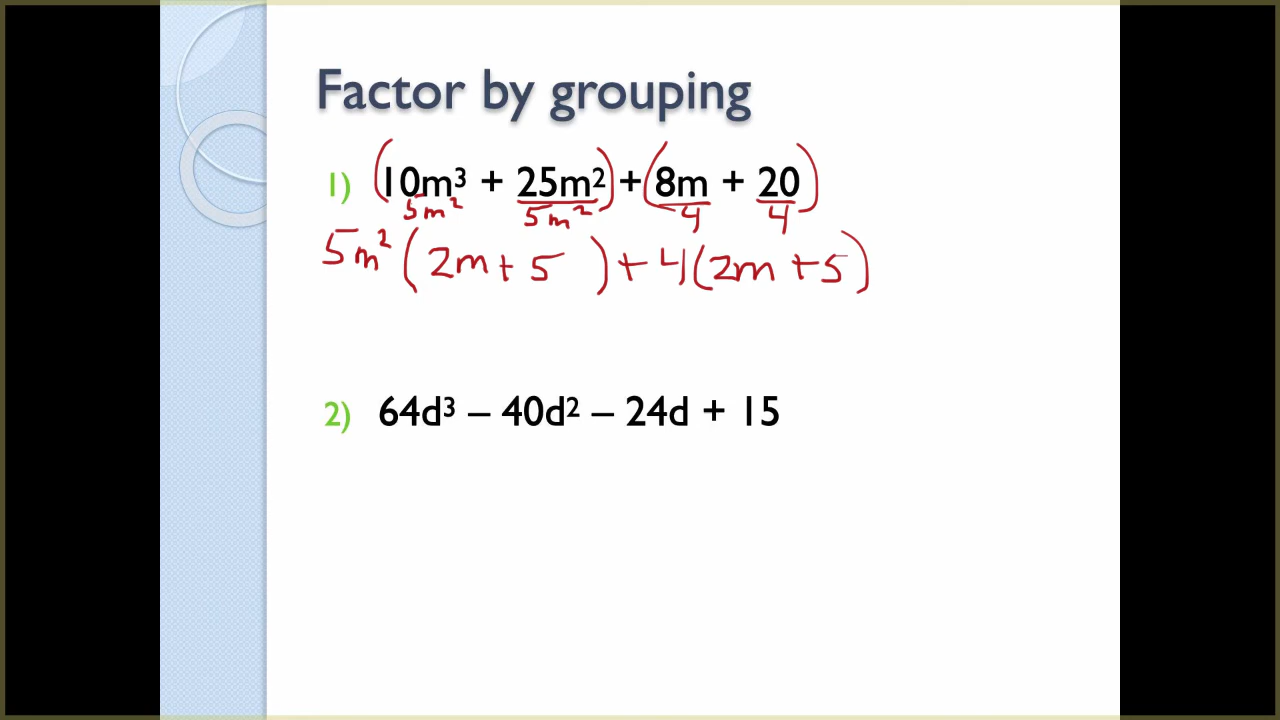 Factor by grouping
1) (10m³ + 25m²) + (8m + 20)
5m² 5m² 4 4
5m² (2m + 5) + 4(2m + 5)
2) 64d³ – 40d² – 24d + 15